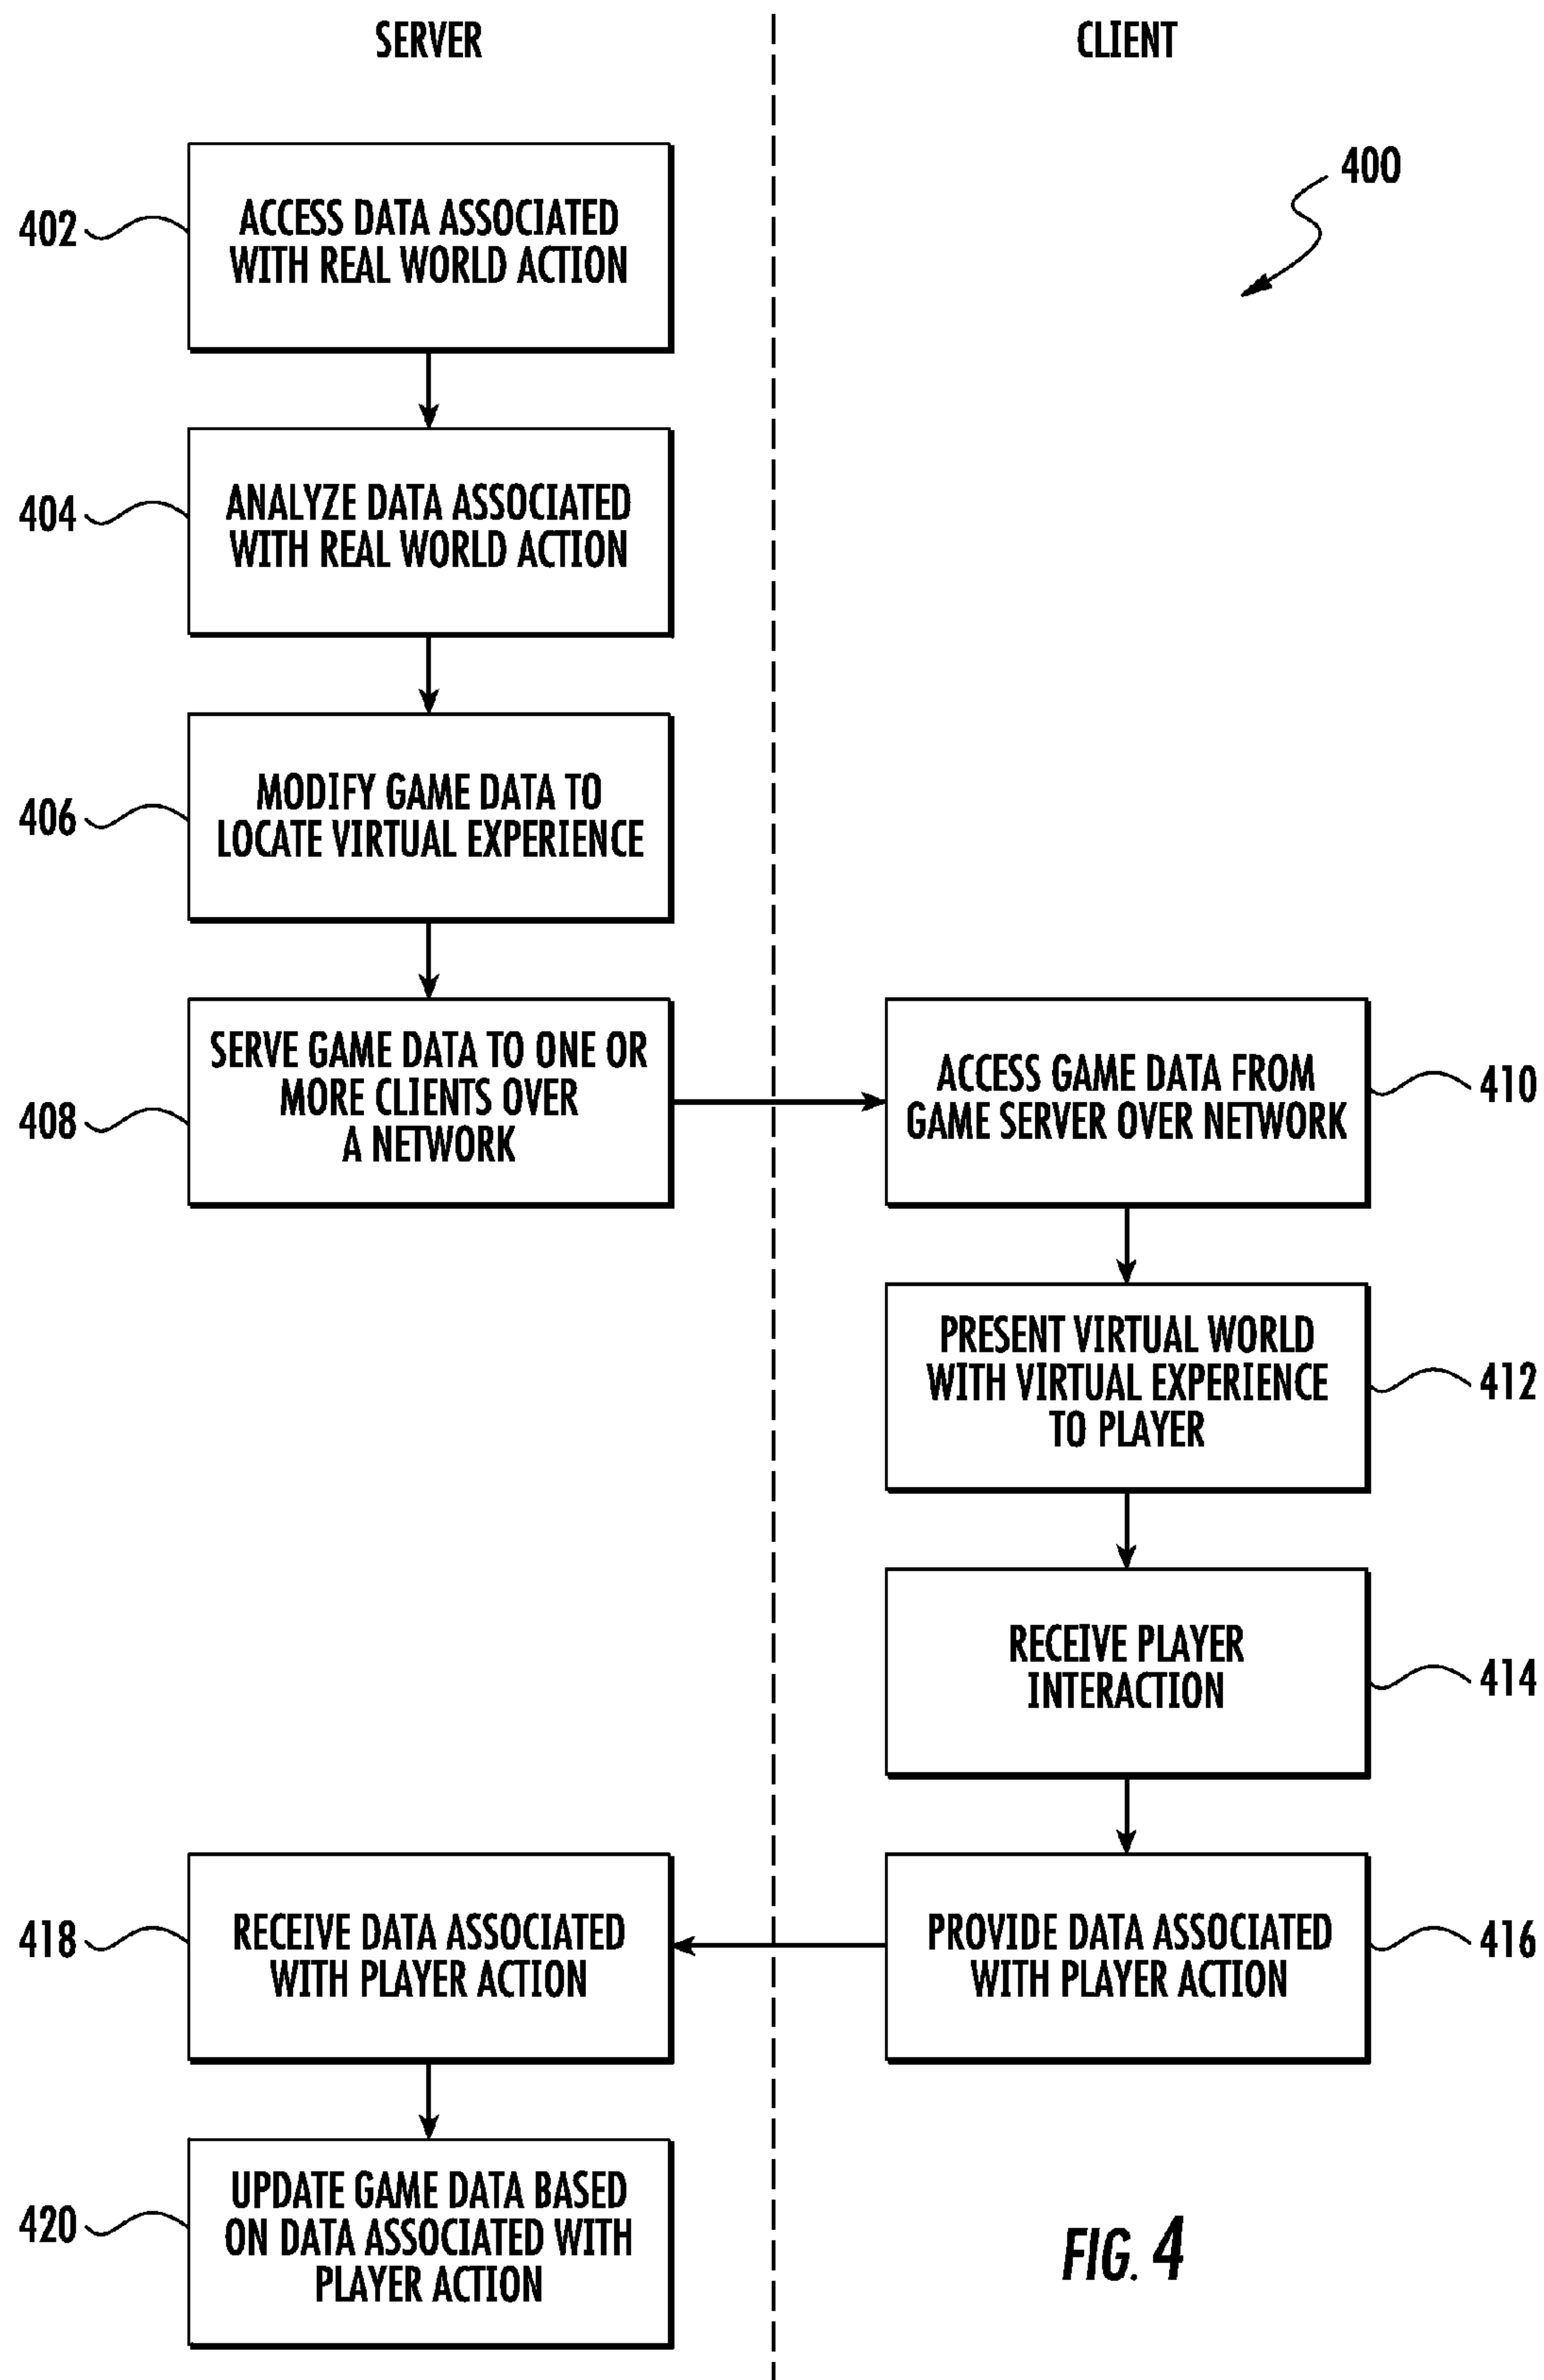 SERVER
CLIENT
400
402
ACCESS DATA ASSOCIATED
WITH REAL WORLD ACTION
404
ANALYZE DATA ASSOCIATED
WITH REAL WORLD ACTION
406
MODIFY GAME DATA TO
LOCATE VIRTUAL EXPERIENCE
408
SERVE GAME DATA TO ONE OR
MORE CLIENTS OVER
A NETWORK
ACCESS GAME DATA FROM
GAME SERVER OVER NETWORK
410
PRESENT VIRTUAL WORLD
WITH VIRTUAL EXPERIENCE
TO PLAYER
412
RECEIVE PLAYER
INTERACTION
414
PROVIDE DATA ASSOCIATED
WITH PLAYER ACTION
416
418
RECEIVE DATA ASSOCIATED
WITH PLAYER ACTION
420
UPDATE GAME DATA BASED
ON DATA ASSOCIATED WITH
PLAYER ACTION
FIG. 4